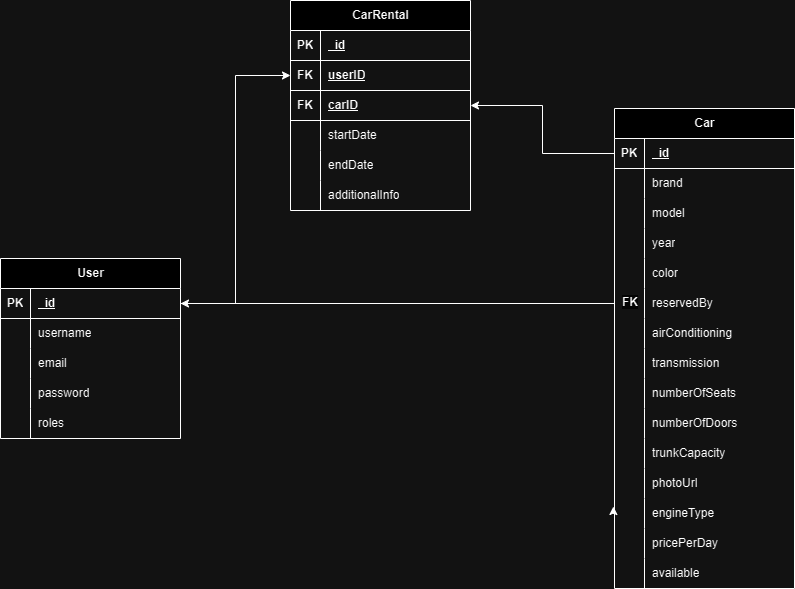 CarRental
PK _id
FK userID
FK carID
startDate
endDate
additionalInfo
Car
PK _id
brand
model
year
color
FK reservedBy
airConditioning
transmission
numberOfSeats
numberOfDoors
trunkCapacity
photoUrl
engineType
pricePerDay
available
User
PK _id
username
email
password
roles